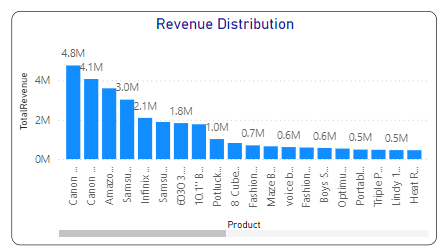 Revenue Distribution
TotalRevenue
4M
2M
0M
4.8M
4.1M
3.0M
2.1M
1.8M
1.0M
0.7M
0.6M
0.6M
0.5M
0.5M
Canon ...
Canon ...
Amazo...
Samsu...
Infinix ...
Samsu...
6030 3....
10.1'' B...
Potluck...
8 Cube...
Fashion...
Maze B...
voice b...
Fashion...
Boys S...
Optimu...
Portabl...
Triple P...
Lindy 1...
Heat R...
Product